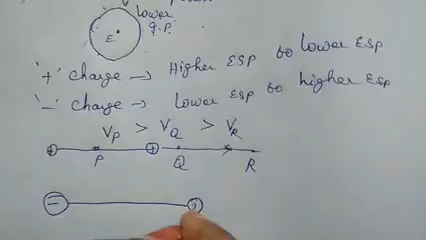 lower
g.p.
E
'+' charge → Higher ESP to lower ESP
'-' charge → lower ESP to higher ESP
VP > VQ > VR
+ P + Q R
-